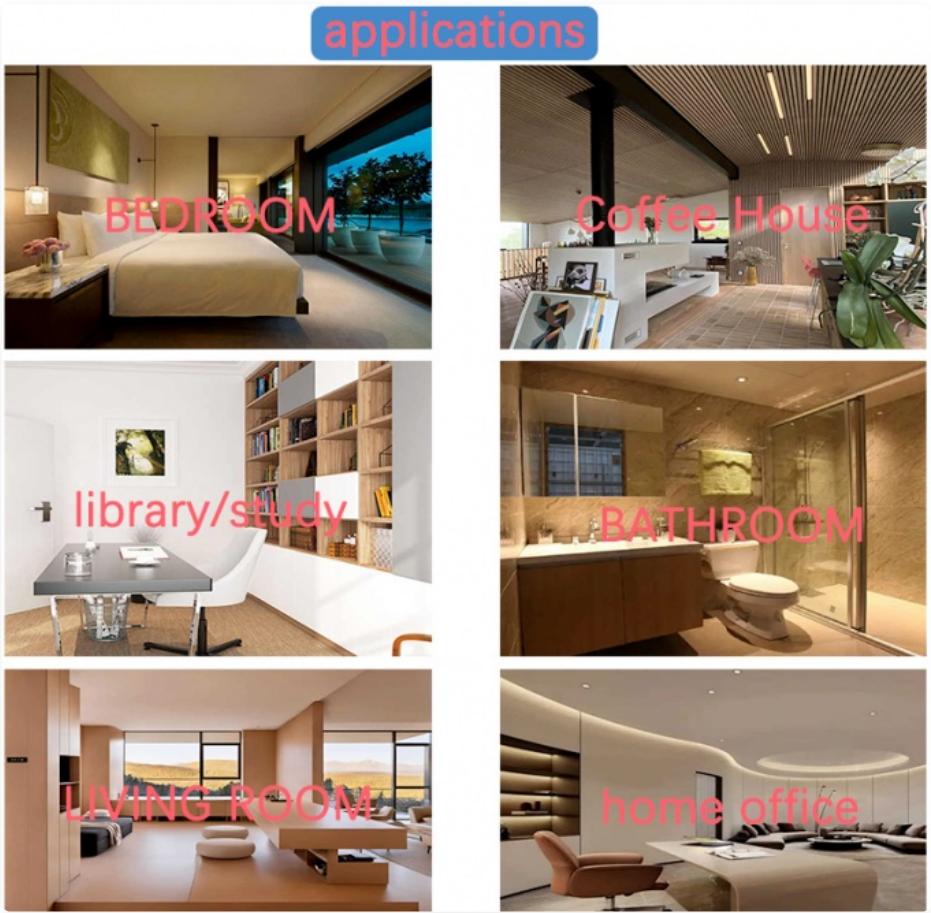 applications
BEDROOM
Coffee House
library/study
BATHROOM
LIVING ROOM
home office